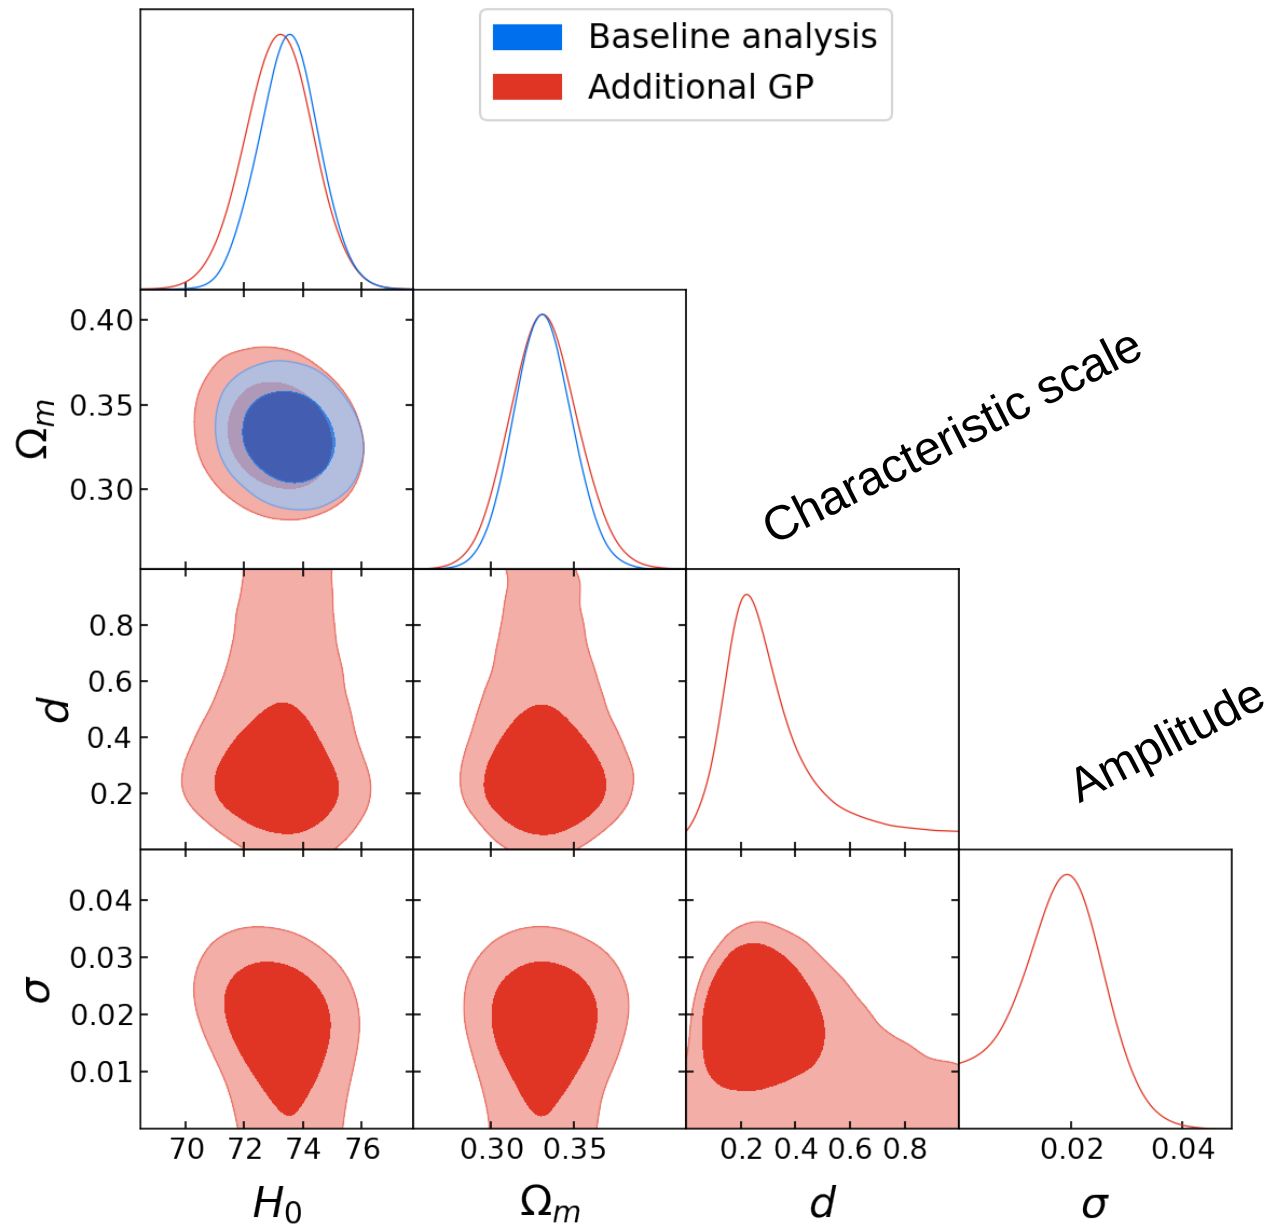 Baseline analysis
Additional GP
0.40
0.35
0.30
Ωₘ
Characteristic scale
0.8
0.6
0.4
0.2
d
Amplitude
0.04
0.03
0.02
0.01
σ
70 72 74 76 0.30 0.35 0.2 0.4 0.6 0.8 0.02 0.04
H₀ Ωₘ d σ